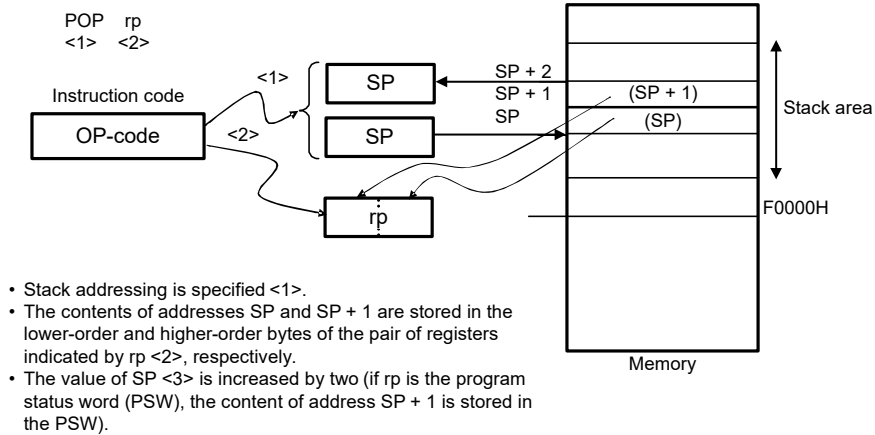 POP rp
<1> <2>
Instruction code
OP-code
<1>
<2>
SP
SP
rp
SP + 2
SP + 1
SP
(SP + 1)
(SP)
Stack area
F0000H
Memory
• Stack addressing is specified <1>.
• The contents of addresses SP and SP + 1 are stored in the
lower-order and higher-order bytes of the pair of registers
indicated by rp <2>, respectively.
• The value of SP <3> is increased by two (if rp is the program
status word (PSW), the content of address SP + 1 is stored in
the PSW).